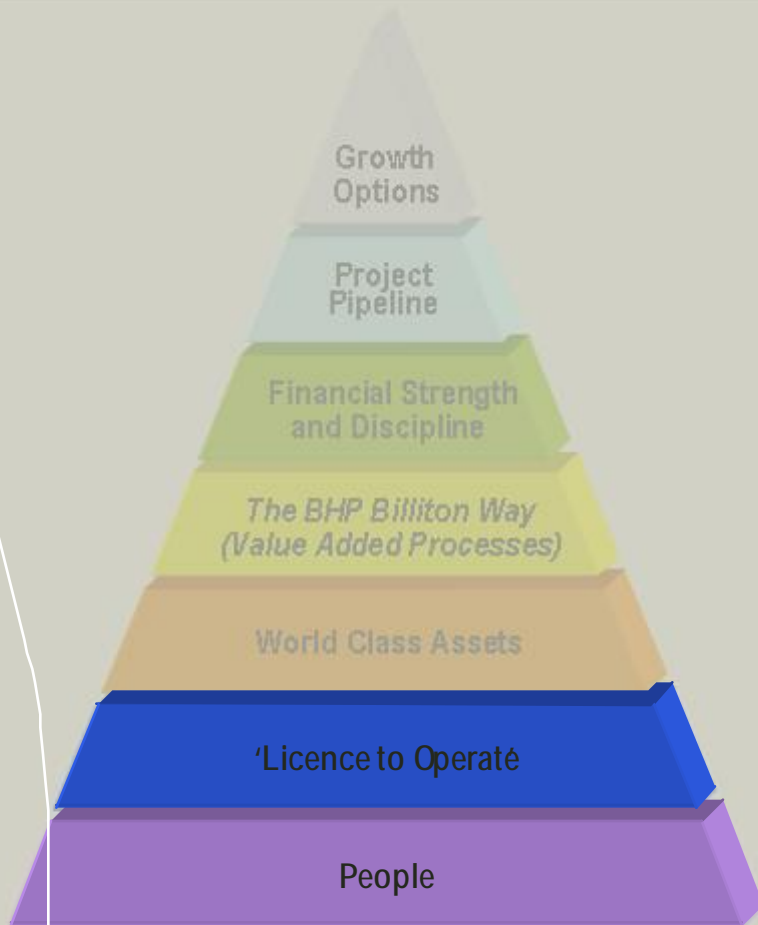 Growth
Options
Project
Pipeline
Financial Strength
and Discipline
The BHP Billiton Way
(Value Added Processes)
World Class Assets
‘Licence to Operate’
People